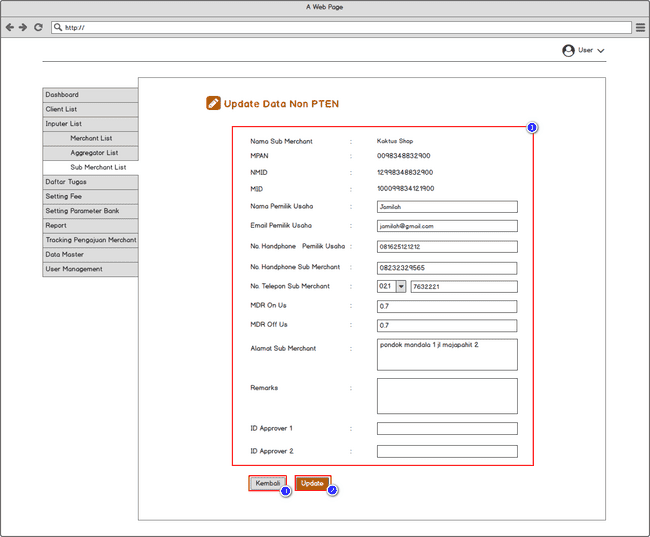 A Web Page
http://
User
Dashboard
Client List
Inputer List
Merchant List
Aggregator List
Sub Merchant List
Daftar Tugas
Setting Fee
Setting Parameter Bank
Report
Tracking Pengajuan Merchant
Data Master
User Management
Update Data Non PTEN
3
Nama Sub Merchant : Kaktus Shop
MPAN : 0098348832900
NMID : 12998348832900
MID : 100099834121900
Nama Pemilik Usaha : Jamilah
Email Pemilik Usaha : jamilah@gmail.com
No. Handphone Pemilik Usaha : 081625121212
No. Handphone Sub Merchant : 08232329565
No. Telepon Sub Merchant : 021 7632221
MDR On Us : 0.7
MDR Off Us : 0.7
Alamat Sub Merchant : pondok mandala 1 jl majapahit 2.
Remarks :
ID Approver 1 :
ID Approver 2 :
Kembali 1 Update 2